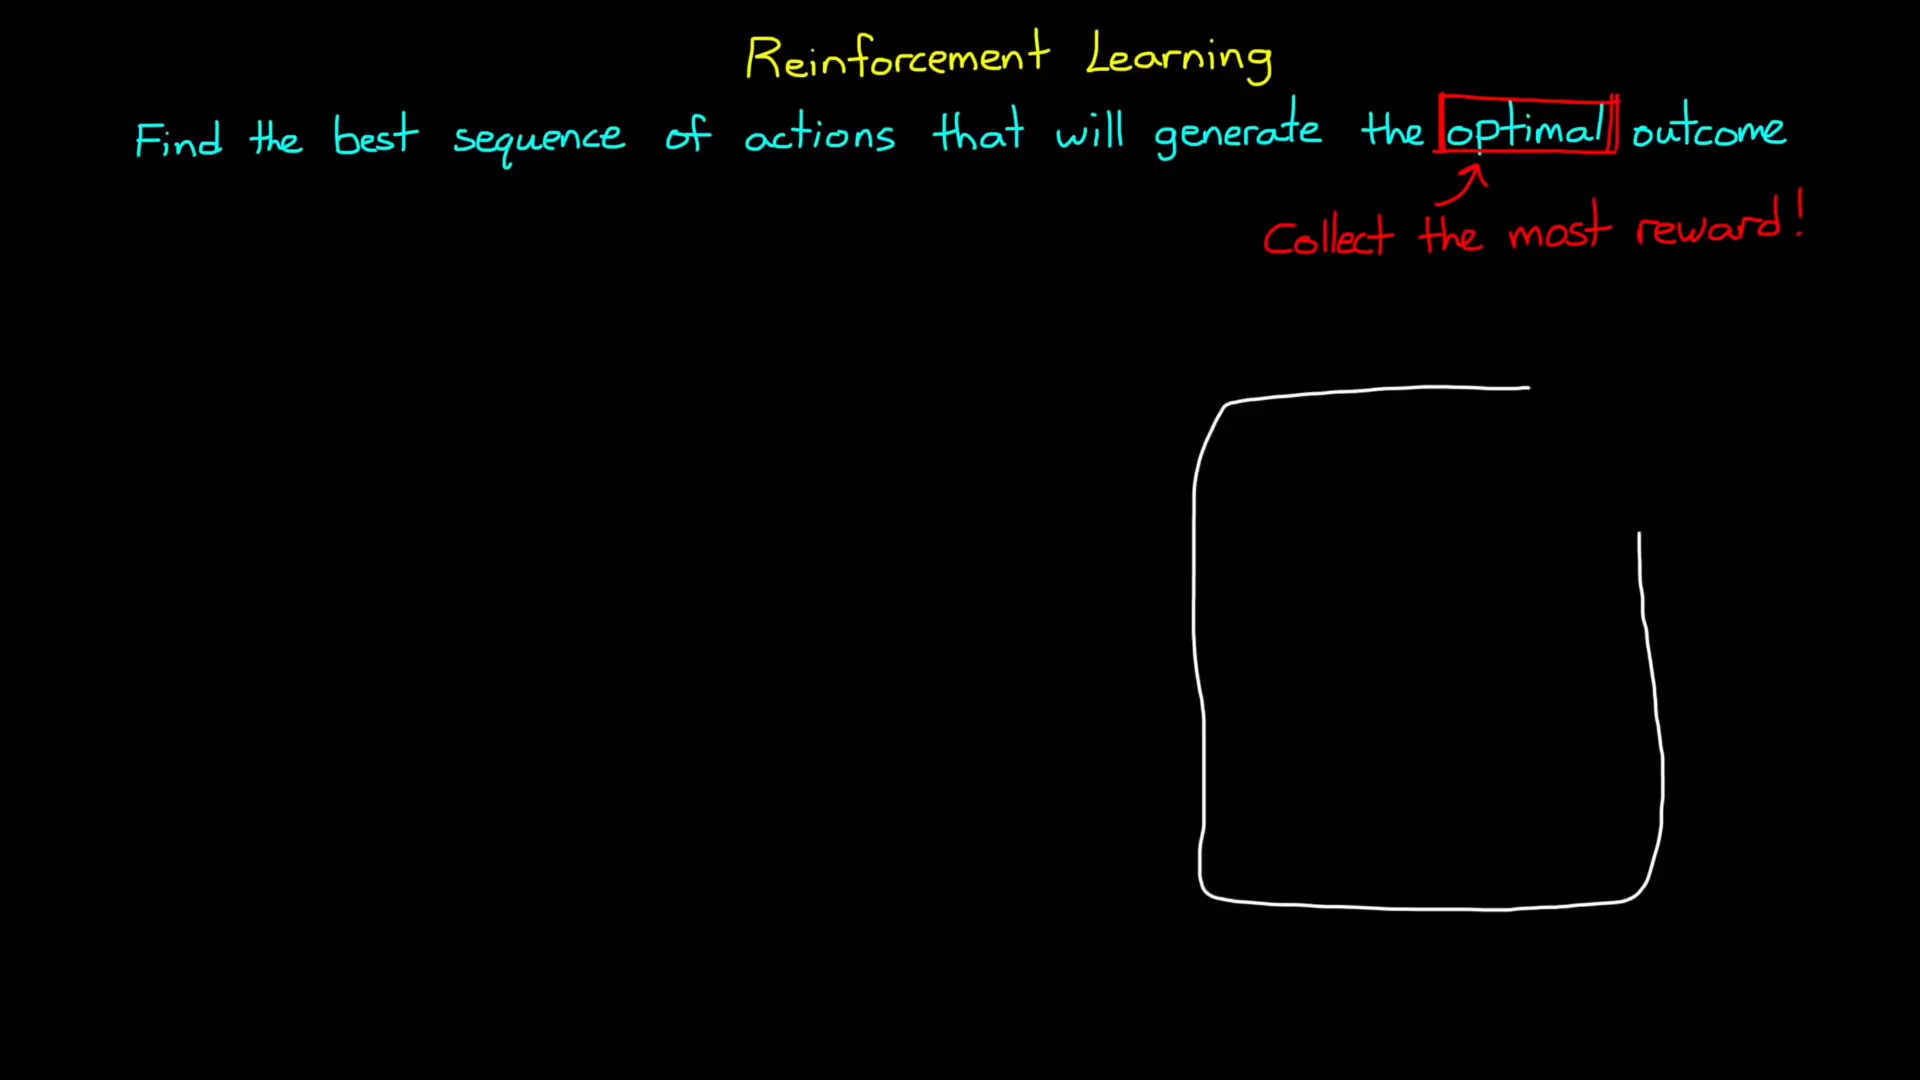 Reinforcement Learning
Find the best sequence of actions that will generate the optimal outcome
Collect the most reward!